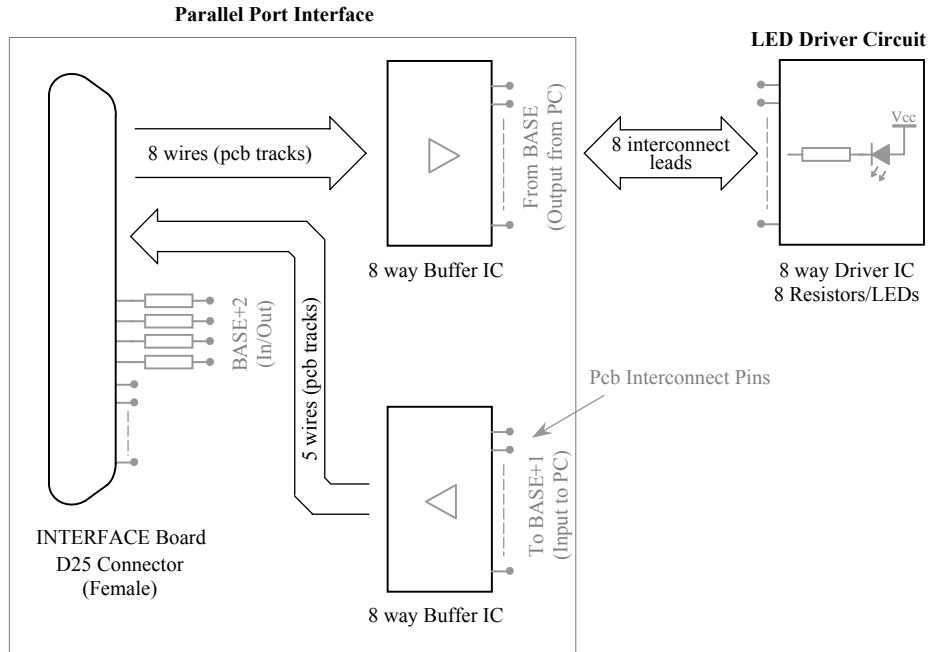 Parallel Port Interface
LED Driver Circuit
8 wires (pcb tracks)
From BASE
(Output from PC)
8 interconnect
leads
Vcc
8 way Buffer IC
8 way Driver IC
8 Resistors/LEDs
BASE+2
(In/Out)
5 wires (pcb tracks)
Pcb Interconnect Pins
To BASE+1
(Input to PC)
INTERFACE Board
D25 Connector
(Female)
8 way Buffer IC